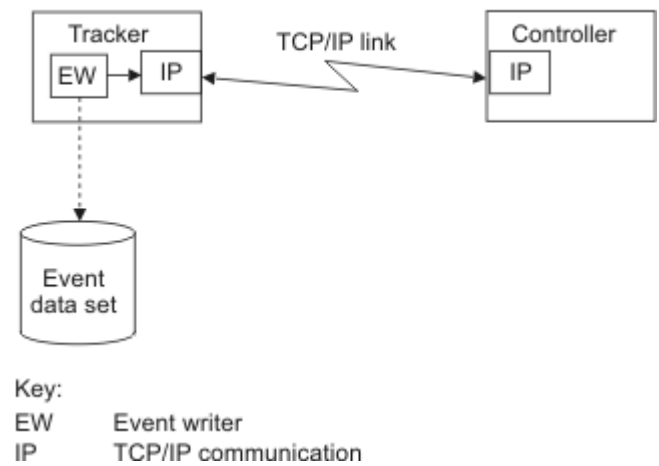 Tracker
TCP/IP link
Controller
EW
IP
IP
Event
data set
Key:
EW Event writer
IP TCP/IP communication